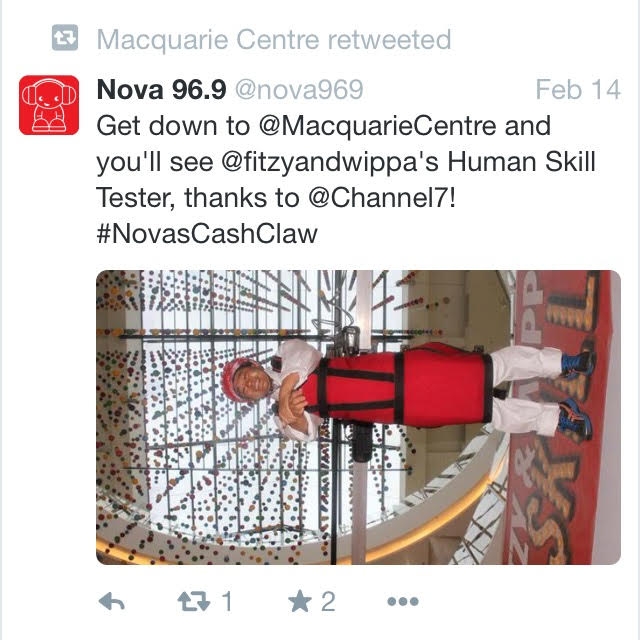 Macquarie Centre retweeted
Nova 96.9 @nova969 Feb 14
Get down to @MacquarieCentre and
you'll see @fitzyandwippa's Human Skill
Tester, thanks to @Channel7!
#NovasCashClaw
1 2